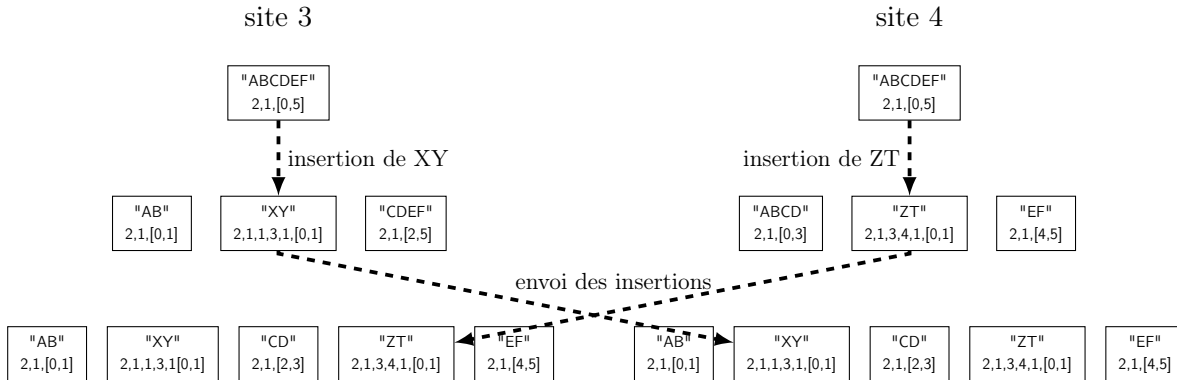 site 3 site 4
"ABCDEF" "ABCDEF"
2,1,[0,5] 2,1,[0,5]
insertion de XY insertion de ZT
"AB" "XY" "CDEF" "ABCD" "ZT" "EF"
2,1,[0,1] 2,1,1,3,1,[0,1] 2,1,[2,5] 2,1,[0,3] 2,1,3,4,1,[0,1] 2,1,[4,5]
envoi des insertions
"AB" "XY" "CD" "ZT" "EF" "AB" "XY" "CD" "ZT" "EF"
2,1,[0,1] 2,1,1,3,1[0,1] 2,1,[2,3] 2,1,3,4,1,[0,1] 2,1,[4,5] 2,1,[0,1] 2,1,1,3,1,[0,1] 2,1,[2,3] 2,1,3,4,1,[0,1] 2,1,[4,5]